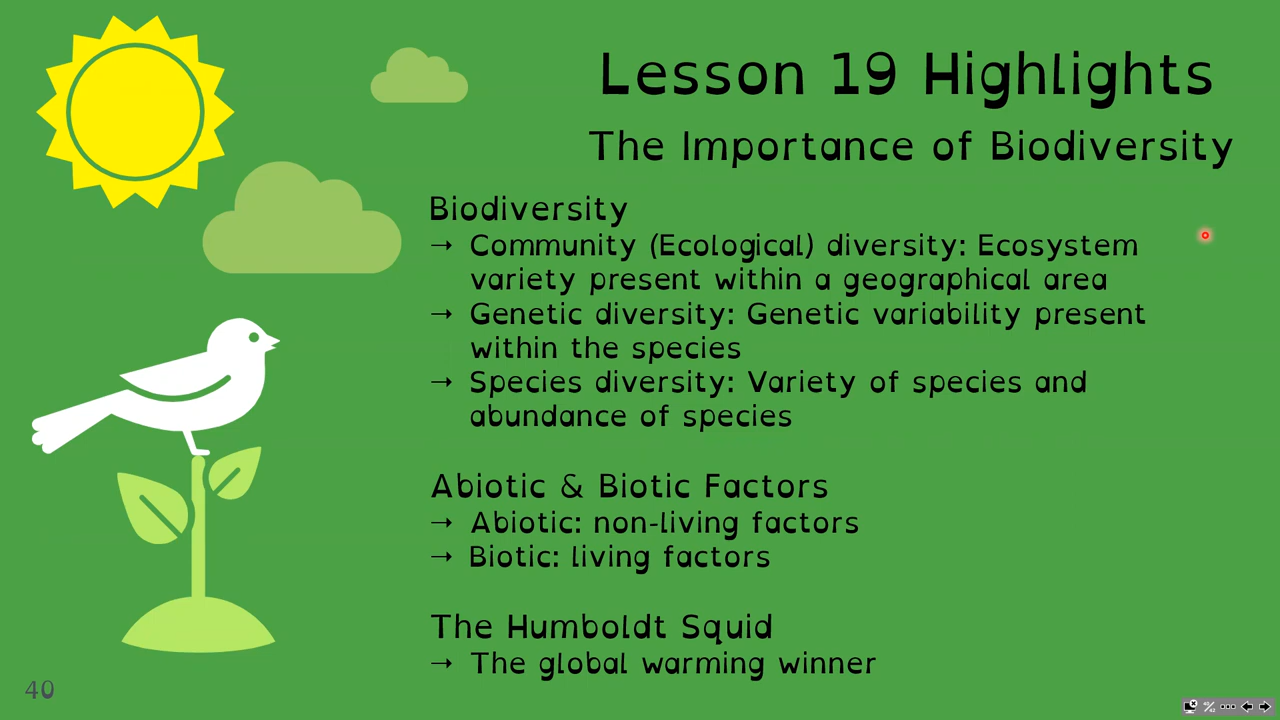 Lesson 19 Highlights
The Importance of Biodiversity
Biodiversity
→ Community (Ecological) diversity: Ecosystem
variety present within a geographical area
→ Genetic diversity: Genetic variability present
within the species
→ Species diversity: Variety of species and
abundance of species
Abiotic & Biotic Factors
→ Abiotic: non-living factors
→ Biotic: living factors
The Humboldt Squid
→ The global warming winner
40